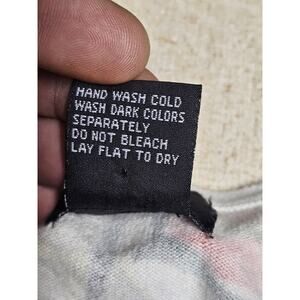 HAND WASH COLD
WASH DARK COLORS
SEPARATELY
DO NOT BLEACH
LAY FLAT TO DRY